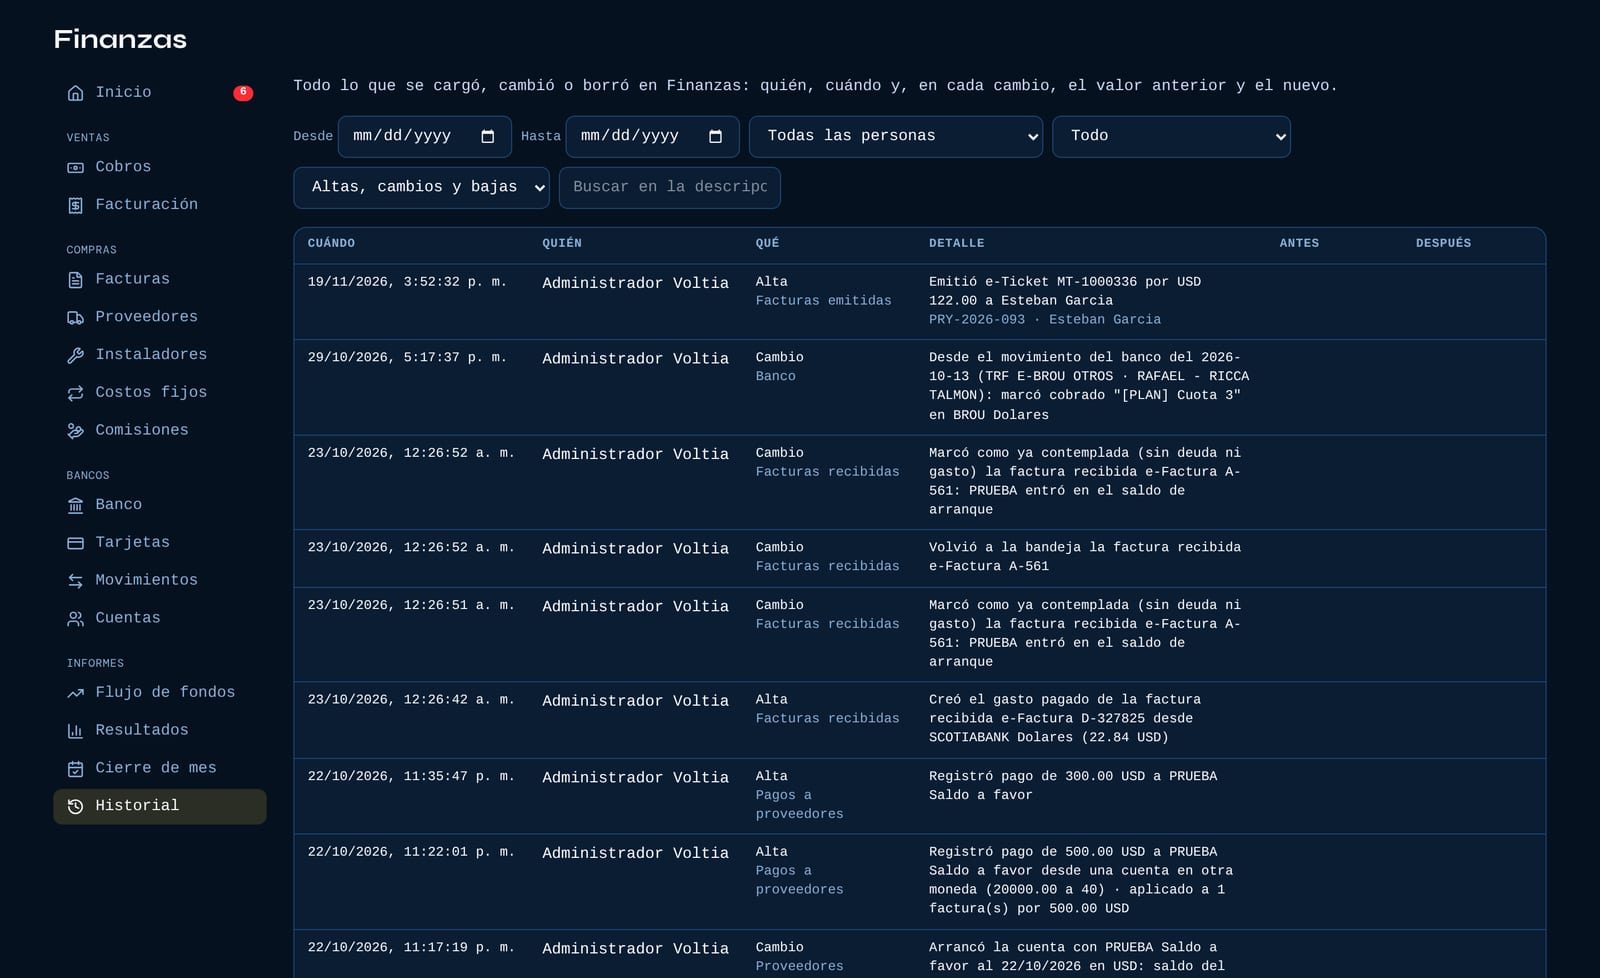 Finanzas
Inicio
6
VENTAS
Cobros
Facturación
COMPRAS
Facturas
Proveedores
Instaladores
Costos fijos
Comisiones
BANCOS
Banco
Tarjetas
Movimientos
Cuentas
INFORMES
Flujo de fondos
Resultados
Cierre de mes
Historial
Todo lo que se cargó, cambió o borró en Finanzas: quién, cuándo y, en cada cambio, el valor anterior y el nuevo.
Desde mm/dd/yyyy Hasta mm/dd/yyyy Todas las personas Todo
Altas, cambios y bajas Buscar en la descripc
CUÁNDO QUIÉN QUÉ DETALLE ANTES DESPUÉS
19/11/2026, 3:52:32 p. m. Administrador Voltia Alta Emitió e-Ticket MT-1000336 por USD
Facturas emitidas 122.00 a Esteban Garcia
PRY-2026-093 · Esteban Garcia
29/10/2026, 5:17:37 p. m. Administrador Voltia Cambio Desde el movimiento del banco del 2026-
Banco 10-13 (TRF E-BROU OTROS · RAFAEL - RICCA
TALMON): marcó cobrado "[PLAN] Cuota 3"
en BROU Dolares
23/10/2026, 12:26:52 a. m. Administrador Voltia Cambio Marcó como ya contemplada (sin deuda ni
Facturas recibidas gasto) la factura recibida e-Factura A-
561: PRUEBA entró en el saldo de
arranque
23/10/2026, 12:26:52 a. m. Administrador Voltia Cambio Volvió a la bandeja la factura recibida
Facturas recibidas e-Factura A-561
23/10/2026, 12:26:51 a. m. Administrador Voltia Cambio Marcó como ya contemplada (sin deuda ni
Facturas recibidas gasto) la factura recibida e-Factura A-
561: PRUEBA entró en el saldo de
arranque
23/10/2026, 12:26:42 a. m. Administrador Voltia Alta Creó el gasto pagado de la factura
Facturas recibidas recibida e-Factura D-327825 desde
SCOTIABANK Dolares (22.84 USD)
22/10/2026, 11:35:47 p. m. Administrador Voltia Alta Registró pago de 300.00 USD a PRUEBA
Pagos a Saldo a favor
proveedores
22/10/2026, 11:22:01 p. m. Administrador Voltia Alta Registró pago de 500.00 USD a PRUEBA
Pagos a Saldo a favor desde una cuenta en otra
proveedores moneda (20000.00 a 40) · aplicado a 1
factura(s) por 500.00 USD
22/10/2026, 11:17:19 p. m. Administrador Voltia Cambio Arrancó la cuenta con PRUEBA Saldo a
Proveedores favor al 22/10/2026 en USD: saldo del